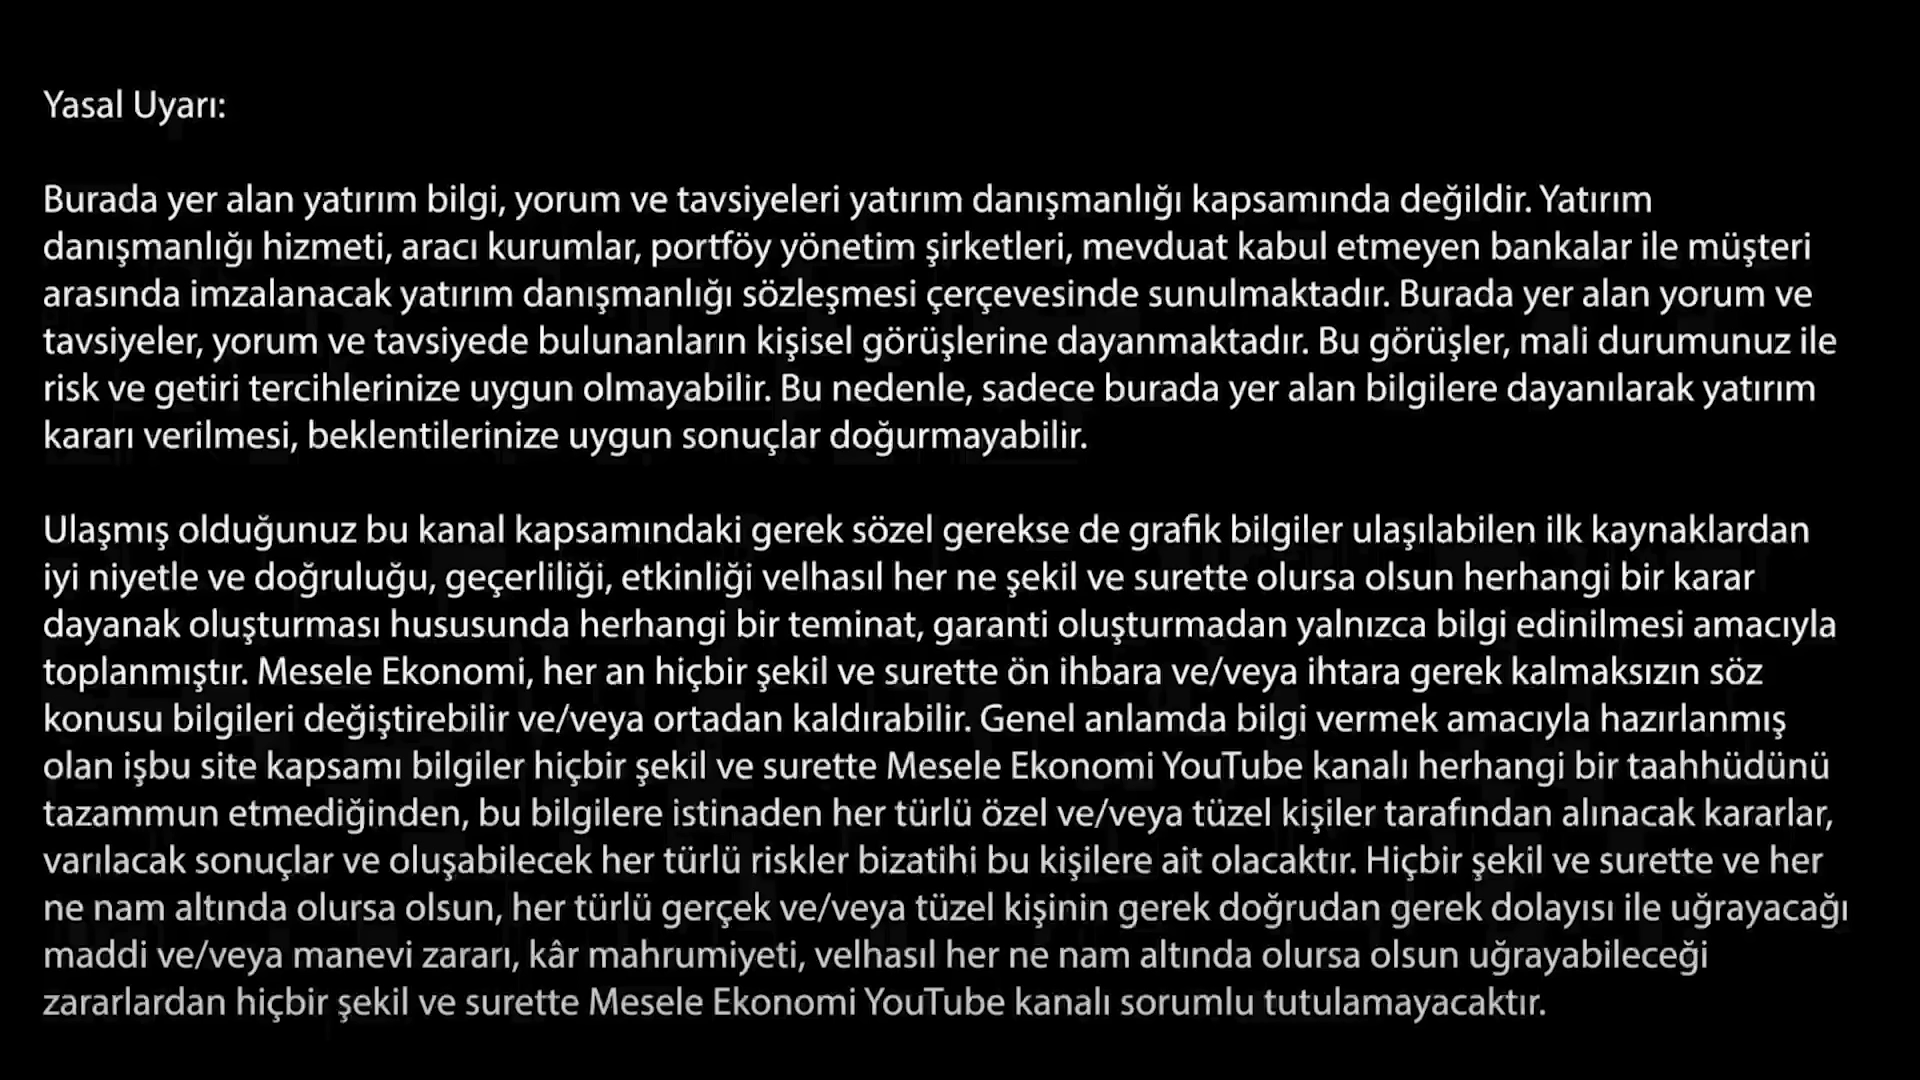 Yasal Uyarı:
Burada yer alan yatırım bilgi, yorum ve tavsiyeleri yatırım danışmanlığı kapsamında değildir. Yatırım
danışmanlığı hizmeti, aracı kurumlar, portföy yönetim şirketleri, mevduat kabul etmeyen bankalar ile müşteri
arasında imzalanacak yatırım danışmanlığı sözleşmesi çerçevesinde sunulmaktadır. Burada yer alan yorum ve
tavsiyeler, yorum ve tavsiyede bulunanların kişisel görüşlerine dayanmaktadır. Bu görüşler, mali durumunuz ile
risk ve getiri tercihlerinize uygun olmayabilir. Bu nedenle, sadece burada yer alan bilgilere dayanılarak yatırım
kararı verilmesi, beklentilerinize uygun sonuçlar doğurmayabilir.
Ulaşmış olduğunuz bu kanal kapsamındaki gerek sözel gerekse de grafik bilgiler ulaşılabilen ilk kaynaklardan
iyi niyetle ve doğruluğu, geçerliliği, etkinliği velhasıl her ne şekil ve surette olursa olsun herhangi bir karar
dayanak oluşturması hususunda herhangi bir teminat, garanti oluşturmadan yalnızca bilgi edinilmesi amacıyla
toplanmıştır. Mesele Ekonomi, her an hiçbir şekil ve surette ön ihbara ve/veya ihtara gerek kalmaksızın söz
konusu bilgileri değiştirebilir ve/veya ortadan kaldırabilir. Genel anlamda bilgi vermek amacıyla hazırlanmış
olan işbu site kapsamı bilgiler hiçbir şekil ve surette Mesele Ekonomi YouTube kanalı herhangi bir taahhüdünü
tazammun etmediğinden, bu bilgilere istinaden her türlü özel ve/veya tüzel kişiler tarafından alınacak kararlar,
varılacak sonuçlar ve oluşabilecek her türlü riskler bizatihi bu kişilere ait olacaktır. Hiçbir şekil ve surette ve her
ne nam altında olursa olsun, her türlü gerçek ve/veya tüzel kişinin gerek doğrudan gerek dolayısı ile uğrayacağı
maddi ve/veya manevi zararı, kâr mahrumiyeti, velhasıl her ne nam altında olursa olsun uğrayabileceği
zararlardan hiçbir şekil ve surette Mesele Ekonomi YouTube kanalı sorumlu tutulamayacaktır.